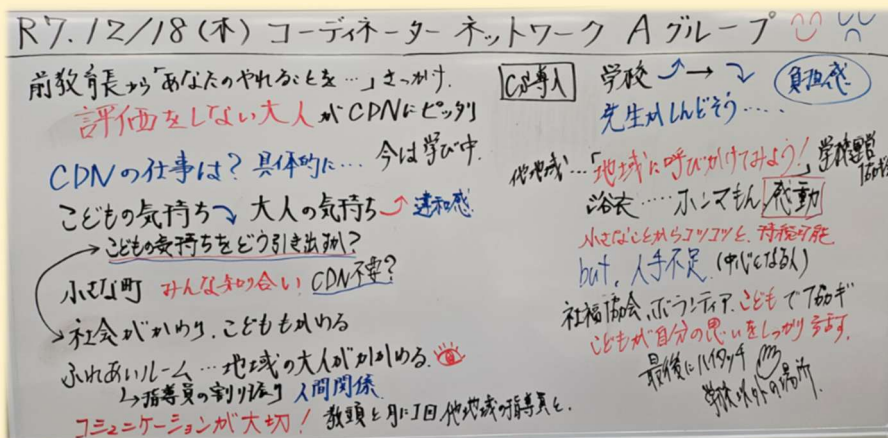 R7.12/18(木) コーディネーターネットワーク Aグループ
前教育長から「あなたのやれることを…」きっかけ.
評価をしない大人がCDNにピッタリ
今は学び中.
CDNの仕事は? 具体的に…
こどもの気持ち 大人の気持ち 違和感
こどもの気持ちをどう引き出すか?
小さな町 みんな知り合い CDN不要?
社会がかわり、こどももかわる
ふれあいルーム…地域の大人がかかわる.
指導員の割り振り 人間関係
コミュニケーションが大切! 教頭と月に1回 他地域の指導員と.
CS導入 学校 → 負担感
先生がしんどそう……
他地域…「地域に呼びかけてみよう!」学校運営
浴衣……ホンマもん 感動
小さなことからコツコツと、持続可能
but, 人手不足.(中心となる人)
社福協会、ボランティア、こどもで
こどもが自分の思いをしっかり話す.
最後にハイタッチ
学校以外の場所.